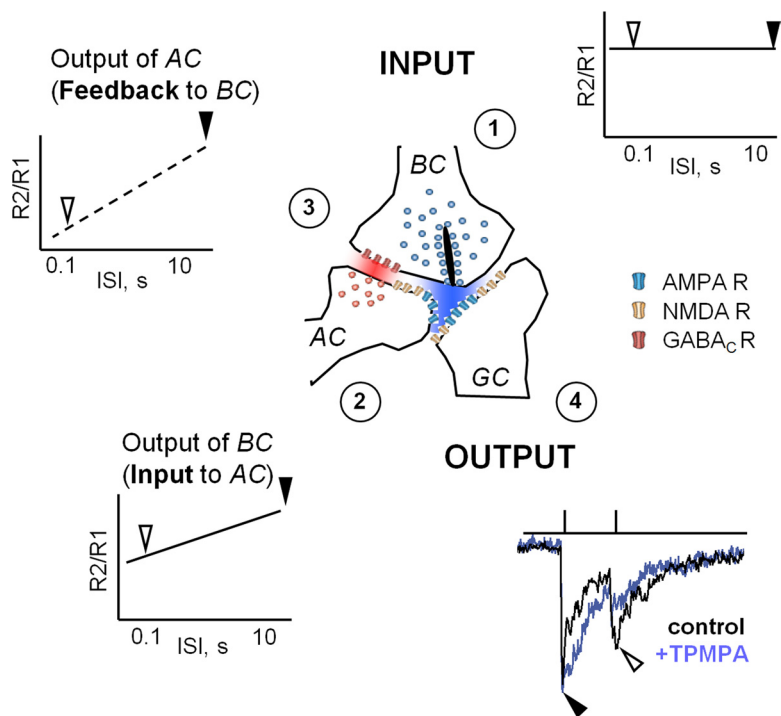 Output of AC
(Feedback to BC)
R2/R1
0.1 10
ISI, s
INPUT
R2/R1
0.1 10
ISI, s
1
BC
3
AC
GC
2
4
AMPA R
NMDA R
GABA_C R
Output of BC
(Input to AC)
R2/R1
0.1 10
ISI, s
OUTPUT
control
+TPMPA